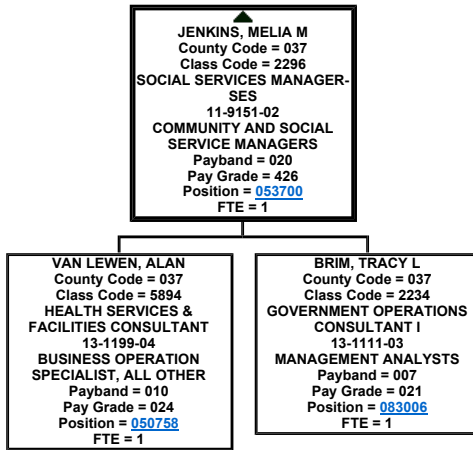 JENKINS, MELIA M
County Code = 037
Class Code = 2296
SOCIAL SERVICES MANAGER-
SES
11-9151-02
COMMUNITY AND SOCIAL
SERVICE MANAGERS
Payband = 020
Pay Grade = 426
Position = 053700
FTE = 1
VAN LEWEN, ALAN
County Code = 037
Class Code = 5894
HEALTH SERVICES &
FACILITIES CONSULTANT
13-1199-04
BUSINESS OPERATION
SPECIALIST, ALL OTHER
Payband = 010
Pay Grade = 024
Position = 050758
FTE = 1
BRIM, TRACY L
County Code = 037
Class Code = 2234
GOVERNMENT OPERATIONS
CONSULTANT I
13-1111-03
MANAGEMENT ANALYSTS
Payband = 007
Pay Grade = 021
Position = 083006
FTE = 1